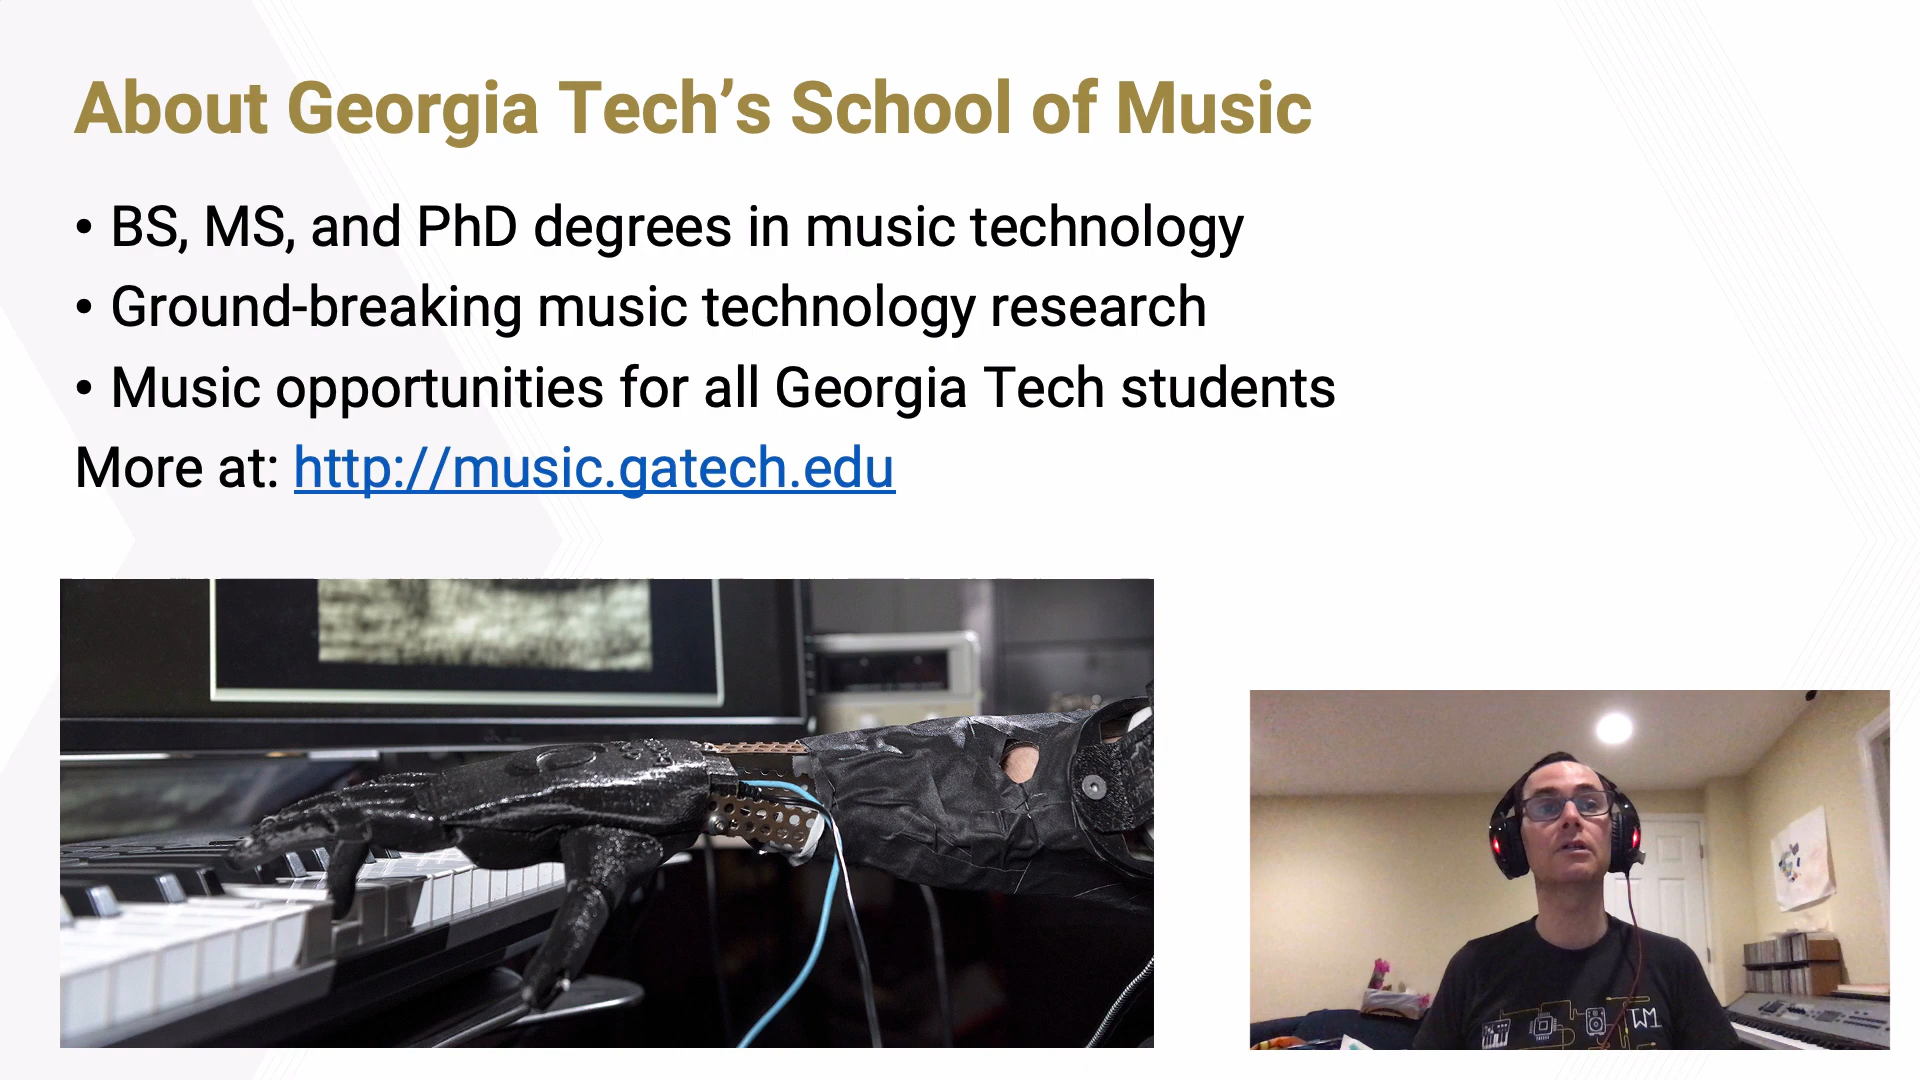 About Georgia Tech’s School of Music
• BS, MS, and PhD degrees in music technology
• Ground-breaking music technology research
• Music opportunities for all Georgia Tech students
More at: http://music.gatech.edu